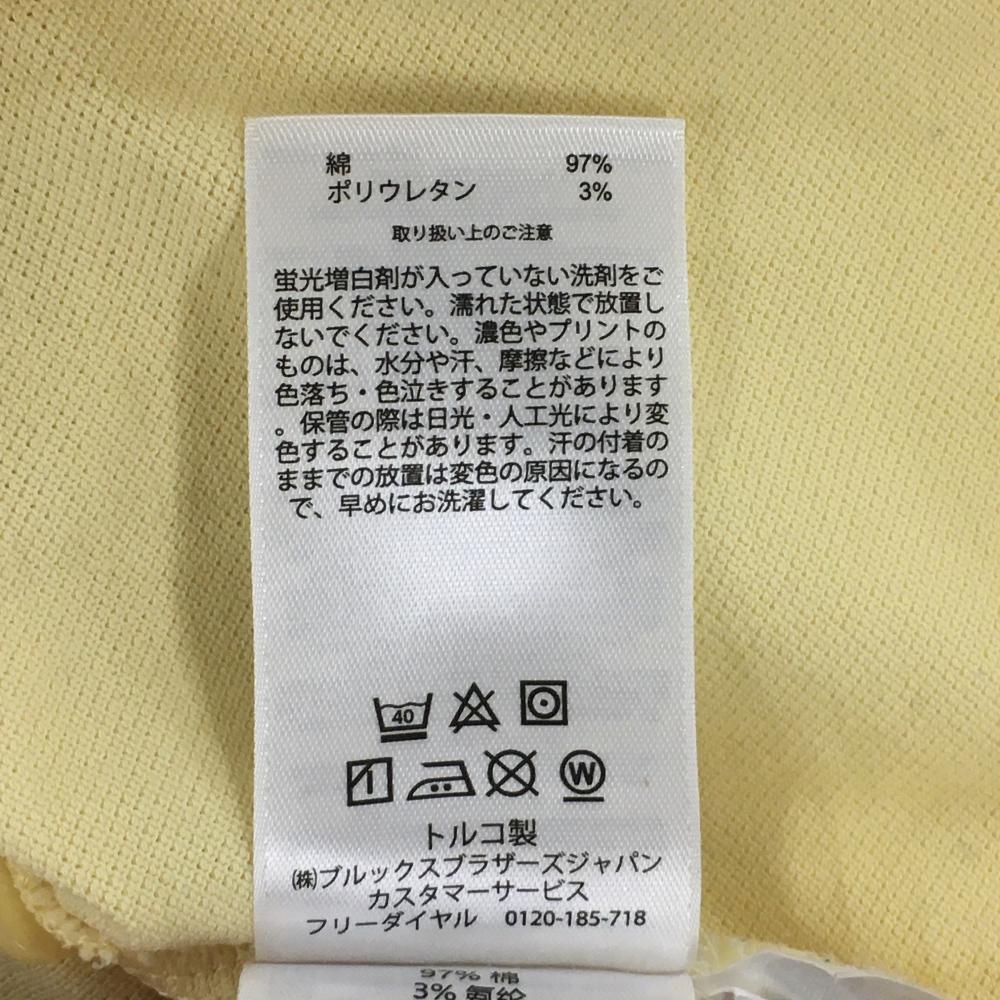 綿 97%
ポリウレタン 3%
取り扱い上のご注意
蛍光増白剤が入っていない洗剤をご
使用ください。濡れた状態で放置し
ないでください。濃色やプリントの
ものは、水分や汗、摩擦などにより
色落ち・色泣きすることがあります
。保管の際は日光・人工光により変
色することがあります。汗の付着の
ままでの放置は変色の原因になるの
で、早めにお洗濯してください。
40
W
トルコ製
㈱ブルックスブラザーズジャパン
カスタマーサービス
フリーダイヤル 0120-185-718
97% 棉
3% 氨纶